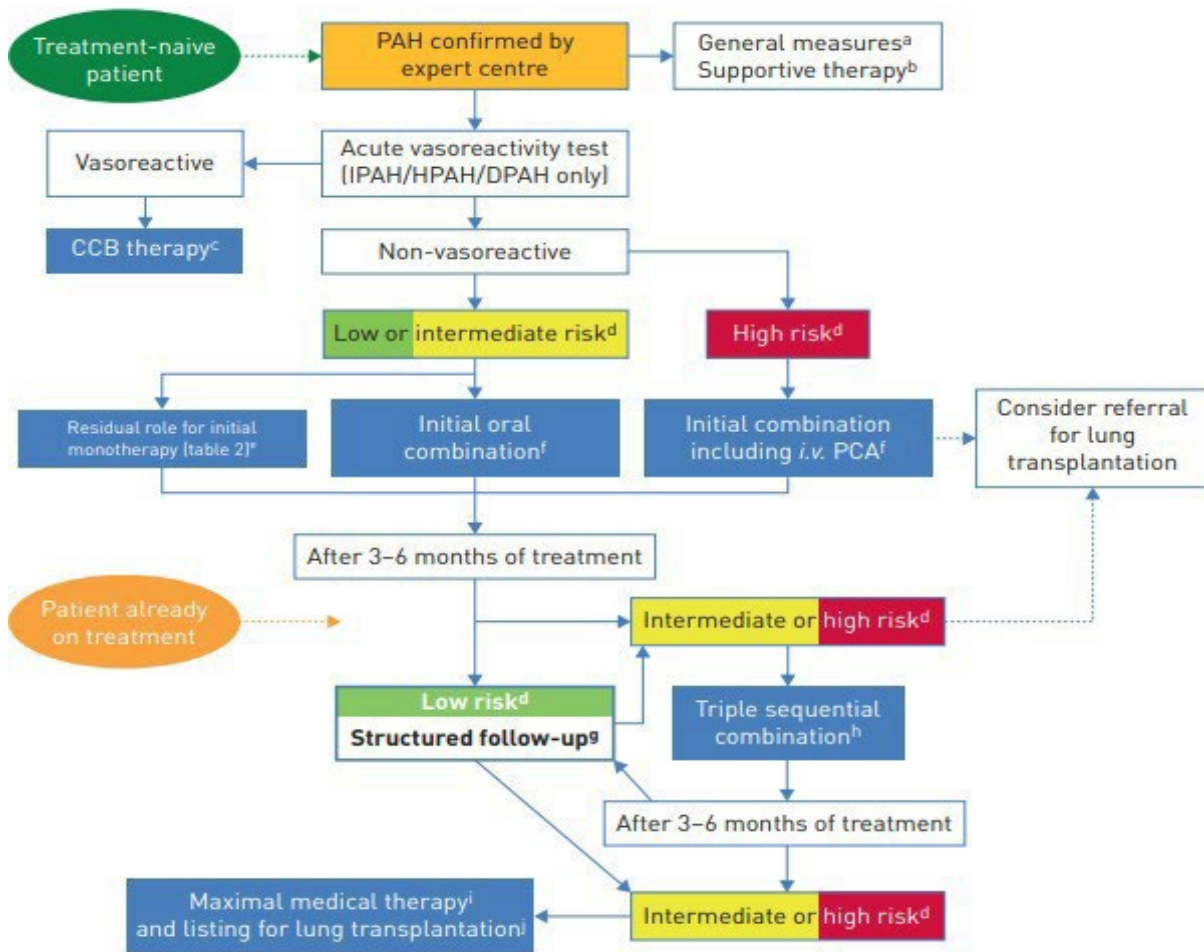 Treatment-naive
patient
PAH confirmed by
expert centre
General measuresᵃ
Supportive therapyᵇ
Vasoreactive
Acute vasoreactivity test
(IPAH/HPAH/DPAH only)
CCB therapyᶜ
Non-vasoreactive
Low or intermediate riskᵈ
High riskᵈ
Residual role for initial
monotherapy (table 2)ᵉ
Initial oral
combinationᶠ
Initial combination
including i.v. PCAᶠ
Consider referral
for lung
transplantation
After 3–6 months of treatment
Patient already
on treatment
Intermediate or high riskᵈ
Low riskᵈ
Structured follow-upᵍ
Triple sequential
combinationʰ
After 3–6 months of treatment
Maximal medical therapyⁱ
and listing for lung transplantationʲ
Intermediate or high riskᵈ